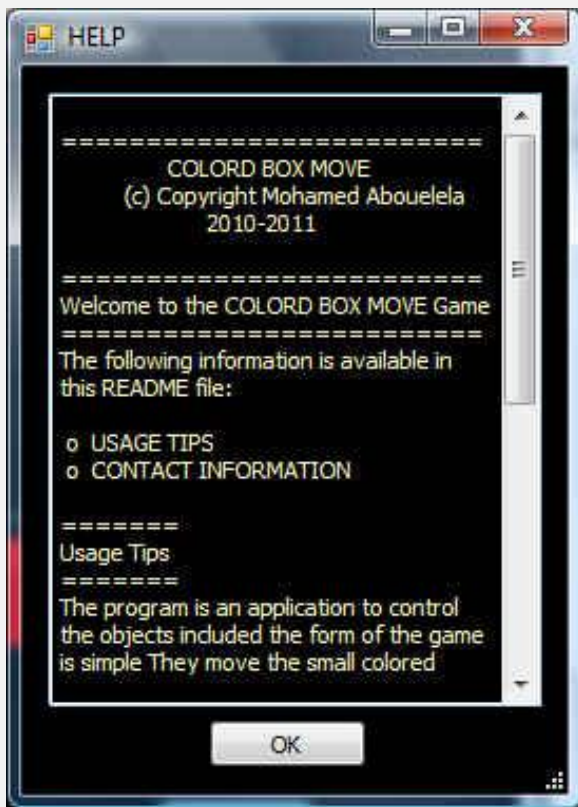 HELP
===========================
COLORD BOX MOVE
(c) Copyright Mohamed Abouelela
2010-2011
===========================
Welcome to the COLORD BOX MOVE Game
===========================
The following information is available in
this README file:
o USAGE TIPS
o CONTACT INFORMATION
=======
Usage Tips
=======
The program is an application to control
the objects included the form of the game
is simple They move the small colored
OK